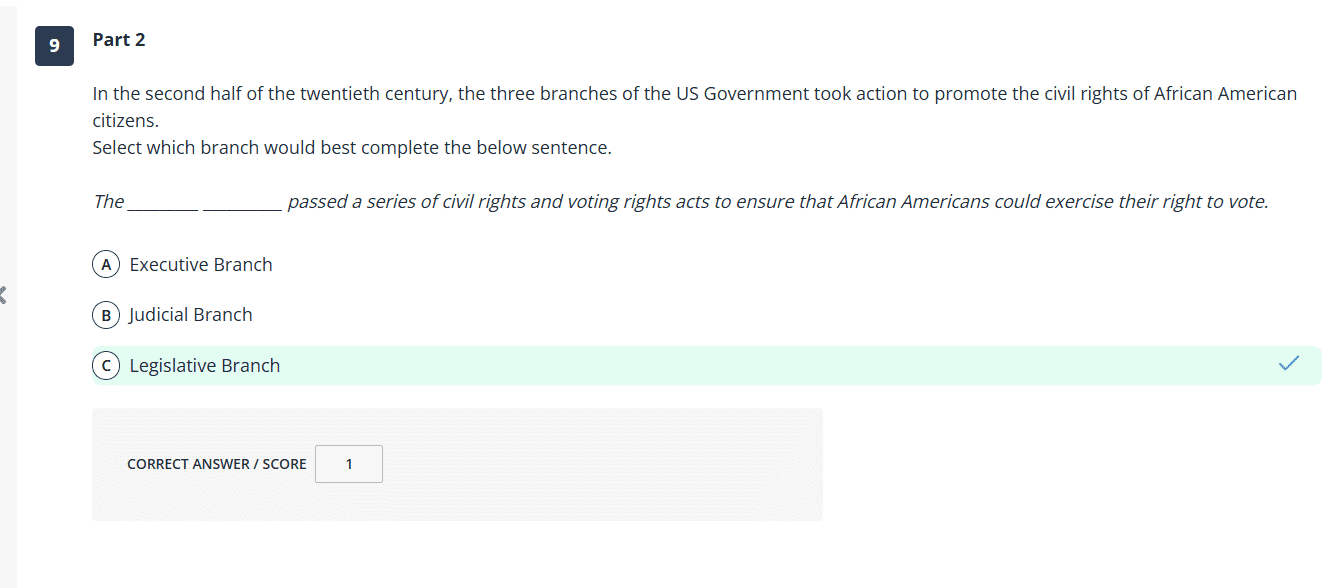 9
Part 2
In the second half of the twentieth century, the three branches of the US Government took action to promote the civil rights of African American
citizens.
Select which branch would best complete the below sentence.
The ________ _________ passed a series of civil rights and voting rights acts to ensure that African Americans could exercise their right to vote.
A Executive Branch
B Judicial Branch
C Legislative Branch
CORRECT ANSWER / SCORE 1